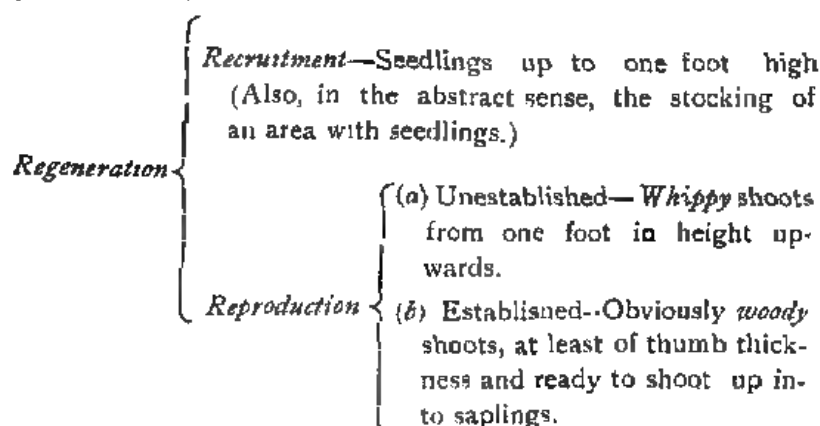 Recruitment—Seedlings up to one foot high
(Also, in the abstract sense, the stocking of
an area with seedlings.)
Regeneration
(a) Unestablished—Whippy shoots
from one foot in height up-
wards.
Reproduction
(b) Established--Obviously woody
shoots, at least of thumb thick-
ness and ready to shoot up in-
to saplings.